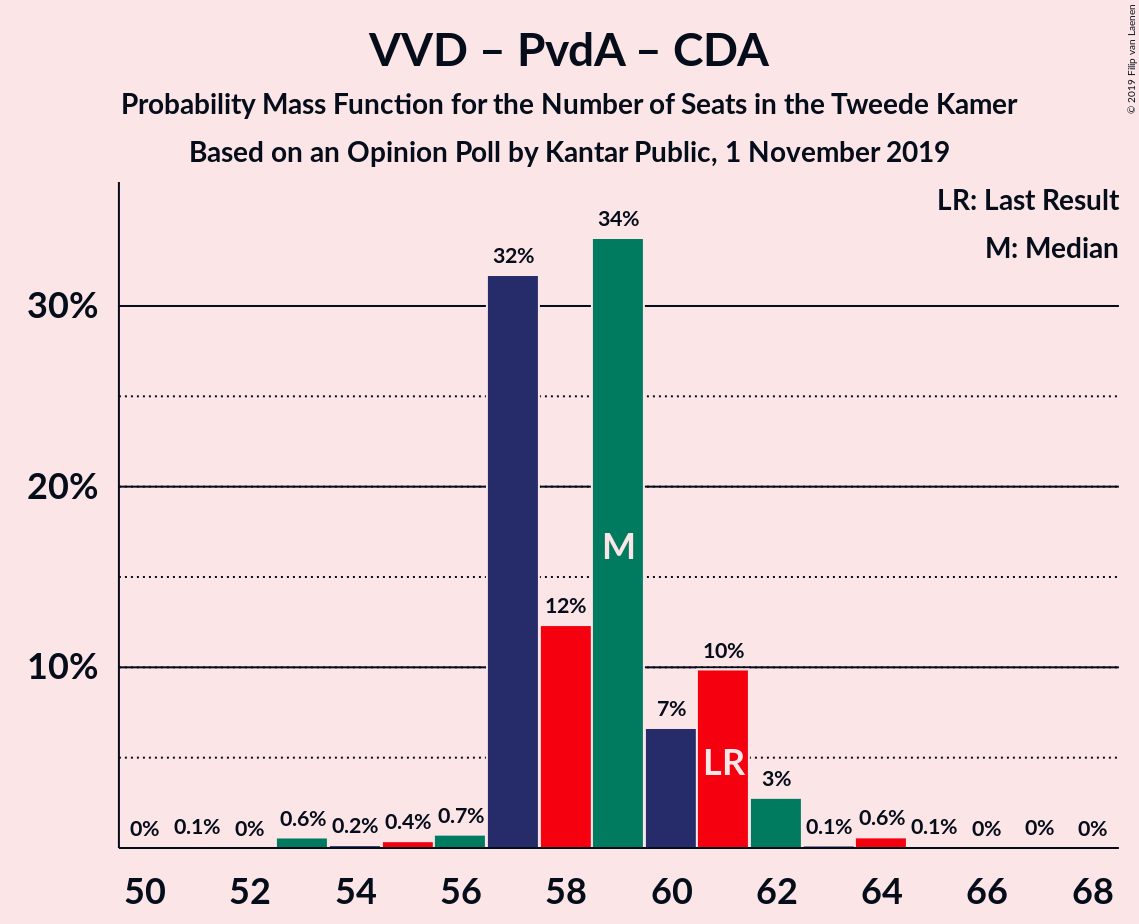 VVD – PvdA – CDA
Probability Mass Function for the Number of Seats in the Tweede Kamer
Based on an Opinion Poll by Kantar Public, 1 November 2019
© 2019 Filip van Laenen
LR: Last Result
M: Median
30%
20%
10%
0% 0.1% 0% 0.6% 0.2% 0.4% 0.7% 32% 12% 34% 7% 10% 3% 0.1% 0.6% 0.1% 0% 0% 0%
M
LR
50 52 54 56 58 60 62 64 66 68